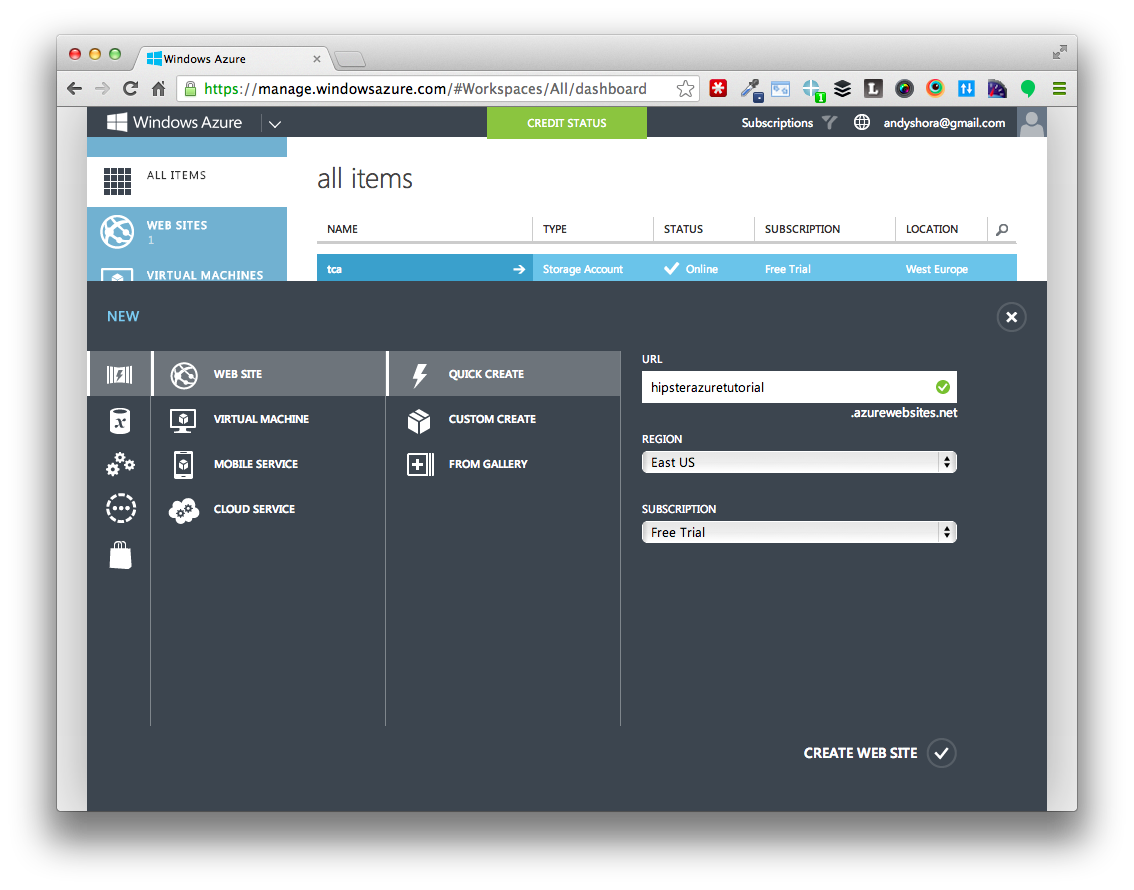 Windows Azure
https://manage.windowsazure.com/#Workspaces/All/dashboard
1
L
Windows Azure
CREDIT STATUS
Subscriptions
andyshora@gmail.com
ALL ITEMS
WEB SITES
1
VIRTUAL MACHINES
all items
NAME TYPE STATUS SUBSCRIPTION LOCATION
tca Storage Account Online Free Trial West Europe
NEW
WEB SITE
VIRTUAL MACHINE
MOBILE SERVICE
CLOUD SERVICE
QUICK CREATE
CUSTOM CREATE
FROM GALLERY
URL
hipsterazuretutorial
.azurewebsites.net
REGION
East US
SUBSCRIPTION
Free Trial
CREATE WEB SITE